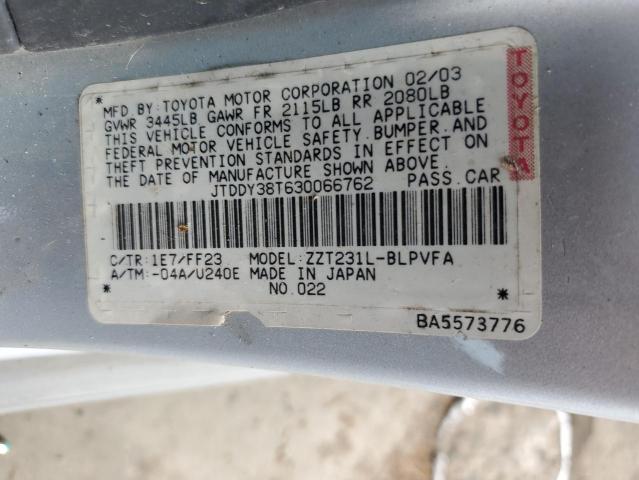 MFD.BY:TOYOTA MOTOR CORPORATION 02/03
GVWR 3445LB GAWR FR 2115LB RR 2080LB
THIS VEHICLE CONFORMS TO ALL APPLICABLE
FEDERAL MOTOR VEHICLE SAFETY.BUMPER.AND
THEFT PREVENTION STANDARDS IN EFFECT ON
THE DATE OF MANUFACTURE SHOWN ABOVE.
JTDDY38T630066762 PASS.CAR
C/TR:1E7/FF23 MODEL:ZZT231L-BLPVFA
A/TM:-04A/U240E MADE IN JAPAN
NO.022
BA5573776
TOYOTA